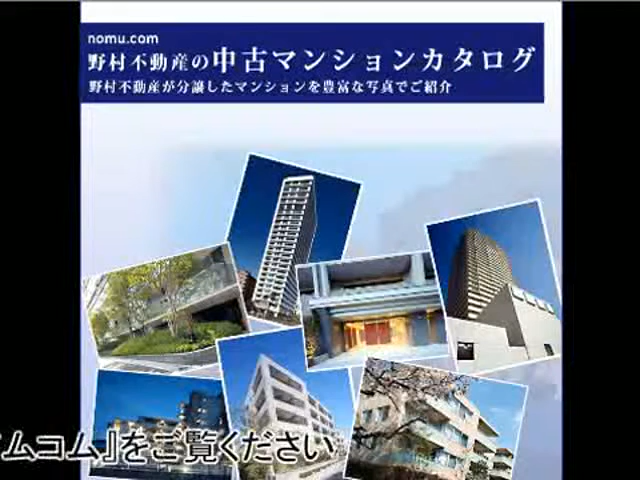 nomu.com
野村不動産の中古マンションカタログ
野村不動産が分譲したマンションを豊富な写真でご紹介
ムコム』をご覧ください